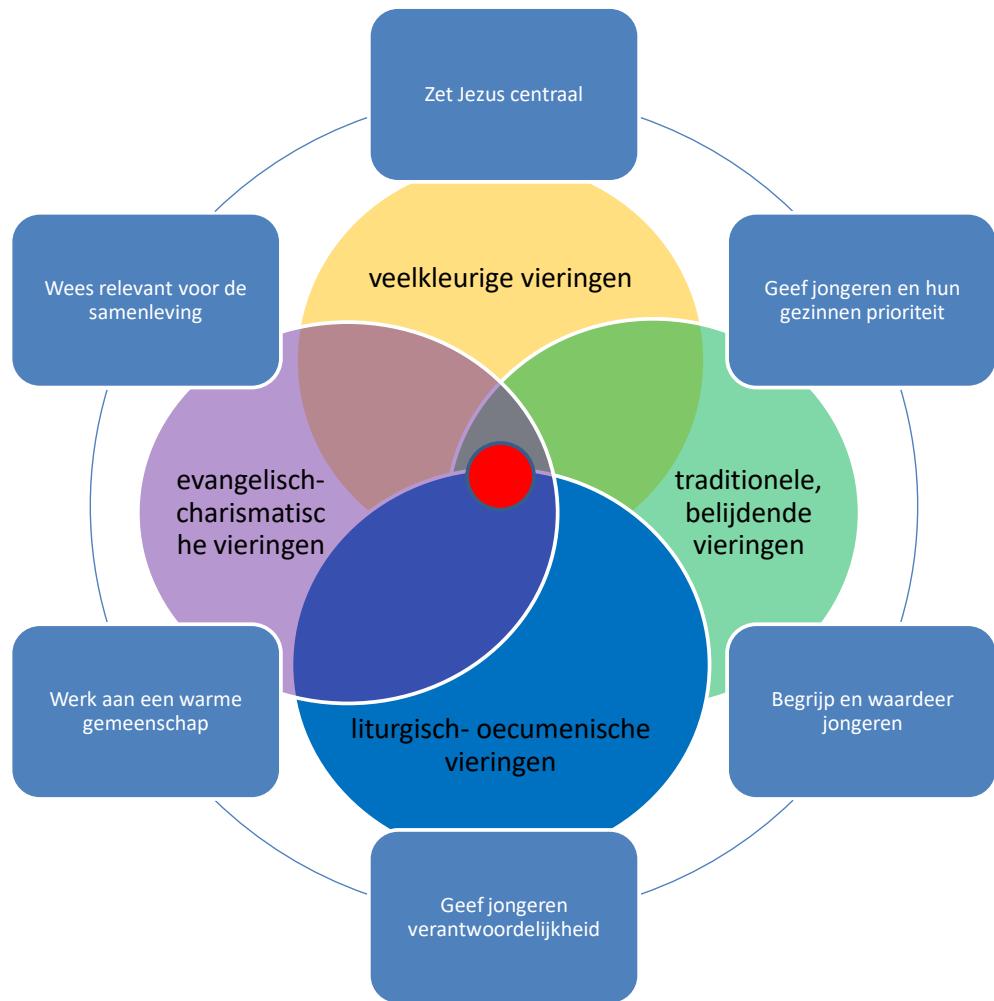 Zet Jezus centraal
veelkleurige vieringen
Wees relevant voor de
samenleving
Geef jongeren en hun
gezinnen prioriteit
evangelisch-
charismatisc
he vieringen
traditionele,
belijdende
vieringen
Werk aan een warme
gemeenschap
Begrijp en waardeer
jongeren
liturgisch- oecumenische
vieringen
Geef jongeren
verantwoordelijkheid